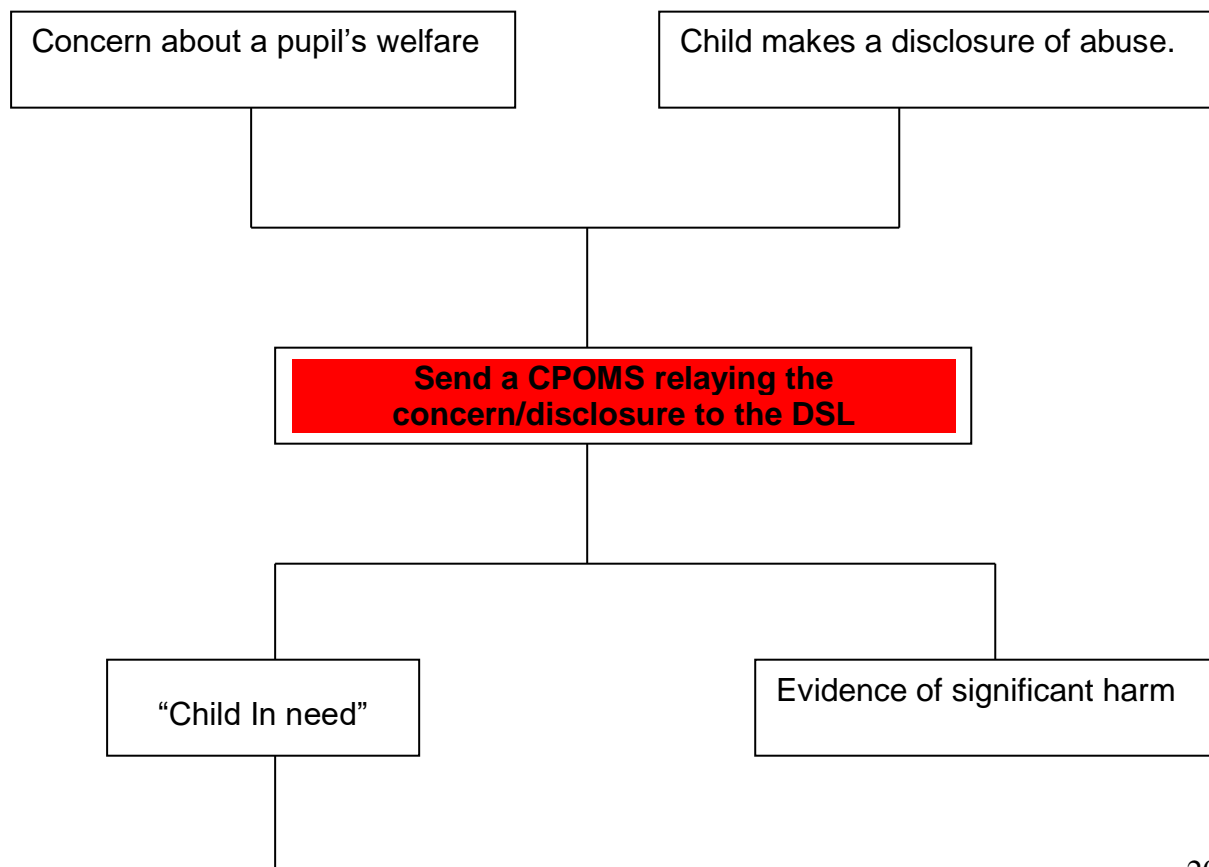 Concern about a pupil’s welfare
Child makes a disclosure of abuse.
Send a CPOMS relaying the
concern/disclosure to the DSL
“Child In need”
Evidence of significant harm